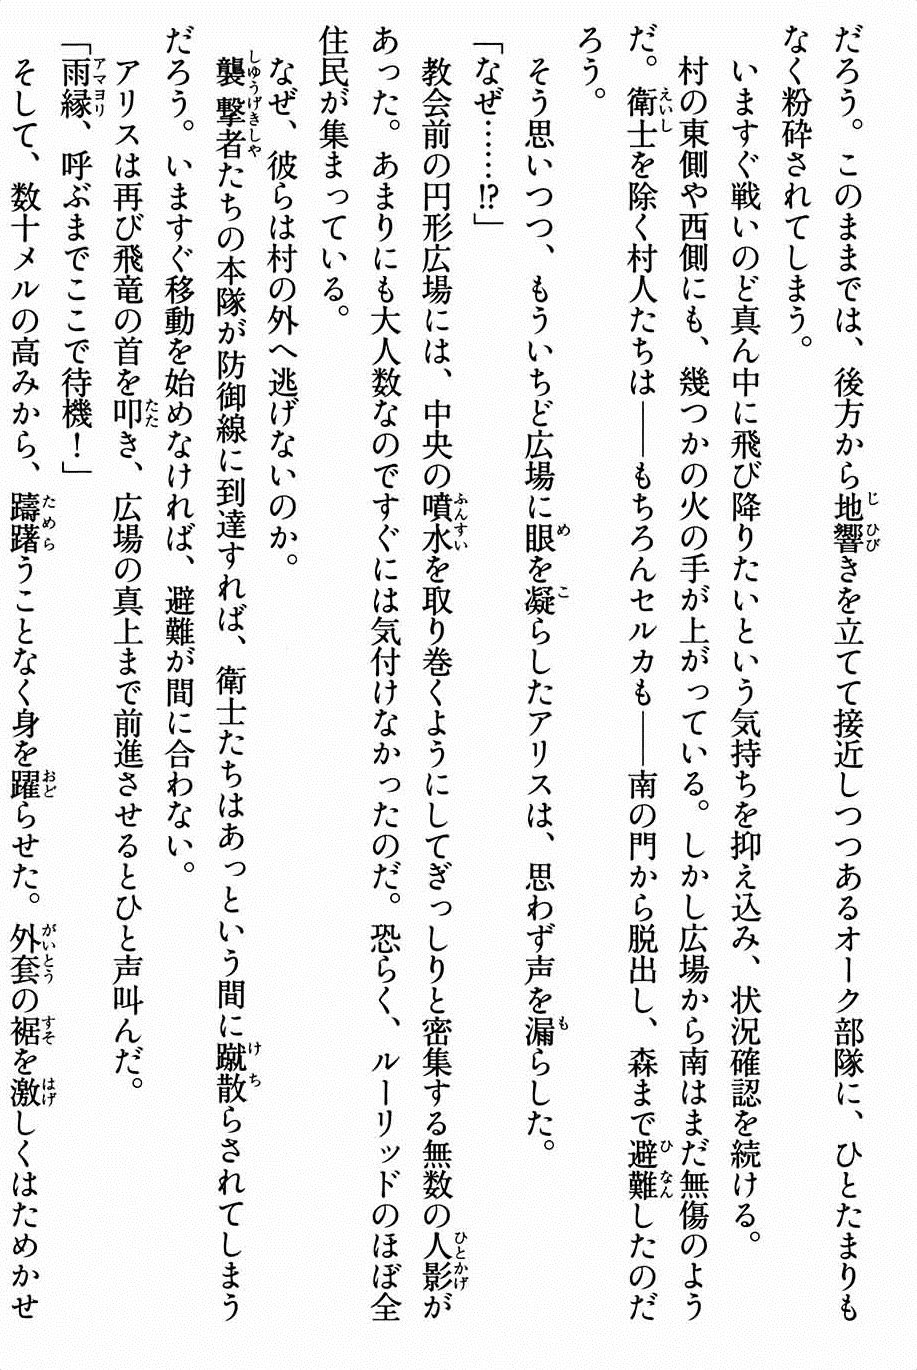 だろう。このままでは、後方から地響きを立てて接近しつつあるオーク部隊に、ひとたまりも
なく粉砕されてしまう。
いますぐ戦いのど真ん中に飛び降りたいという気持ちを抑え込み、状況確認を続ける。
村の東側や西側にも、幾つかの火の手が上がっている。しかし広場から南はまだ無傷のよう
だ。衛士を除く村人たちは――もちろんセルカも――南の門から脱出し、森まで避難したのだ
ろう。
そう思いつつ、もういちど広場に眼を凝らしたアリスは、思わず声を漏らした。
「なぜ……⁉」
教会前の円形広場には、中央の噴水を取り巻くようにしてぎっしりと密集する無数の人影が
あった。あまりにも大人数なのですぐには気付けなかったのだ。恐らく、ルーリッドのほぼ全
住民が集まっている。
なぜ、彼らは村の外へ逃げないのか。
襲撃者たちの本隊が防御線に到達すれば、衛士たちはあっという間に蹴散らされてしまう
だろう。いますぐ移動を始めなければ、避難が間に合わない。
アリスは再び飛竜の首を叩き、広場の真上まで前進させるとひと声叫んだ。
「雨縁、呼ぶまでここで待機！」
そして、数十メルの高みから、躊躇うことなく身を躍らせた。外套の裾を激しくはためかせ